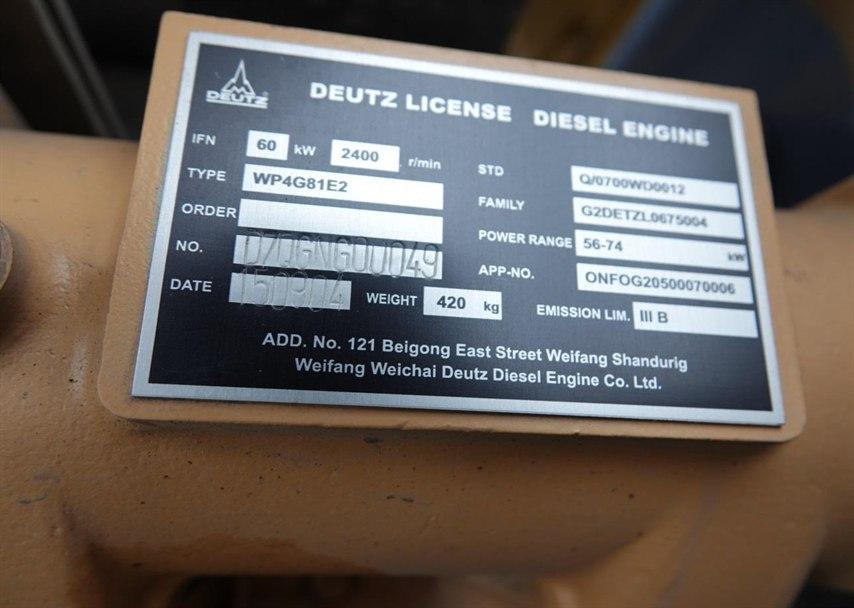 DEUTZ
DEUTZ LICENSE DIESEL ENGINE
IFN 60 kW 2400 r/min
TYPE WP4G81E2
ORDER
NO. DZQGNG0U049
DATE 150904 WEIGHT 420 kg
STD Q/0700WD0012
FAMILY G2DETZL0675004
POWER RANGE 56-74 kW
APP-NO. ONFOG20500070006
EMISSION LIM. III B
ADD. No. 121 Beigong East Street Weifang Shandurig
Weifang Weichai Deutz Diesel Engine Co. Ltd.